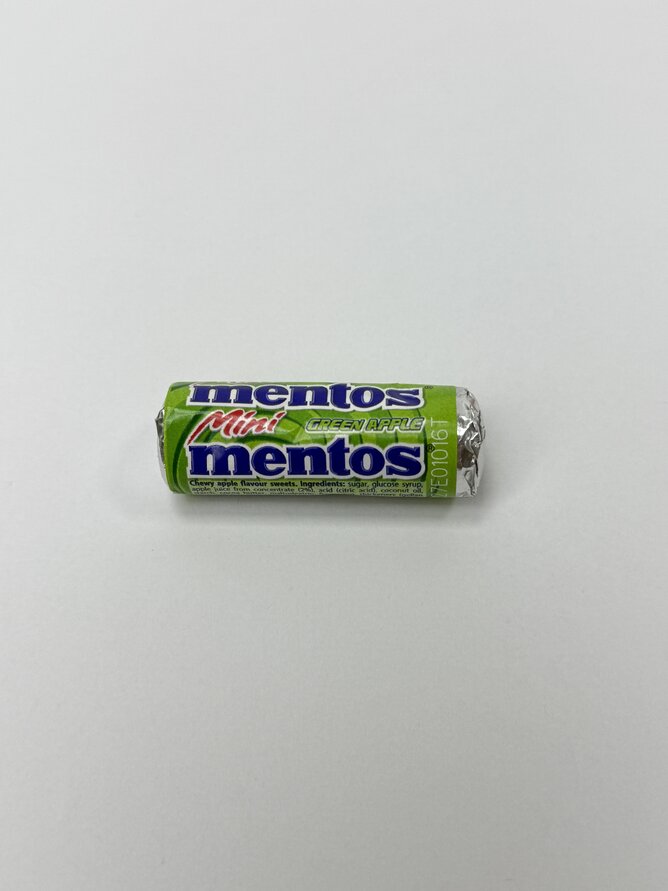 mentos
Mini GREEN APPLE
mentos®
Chewy apple flavour sweets. Ingredients: sugar, glucose syrup,
apple juice from concentrate (2%), acid (citric acid), coconut oil,
7E01016T